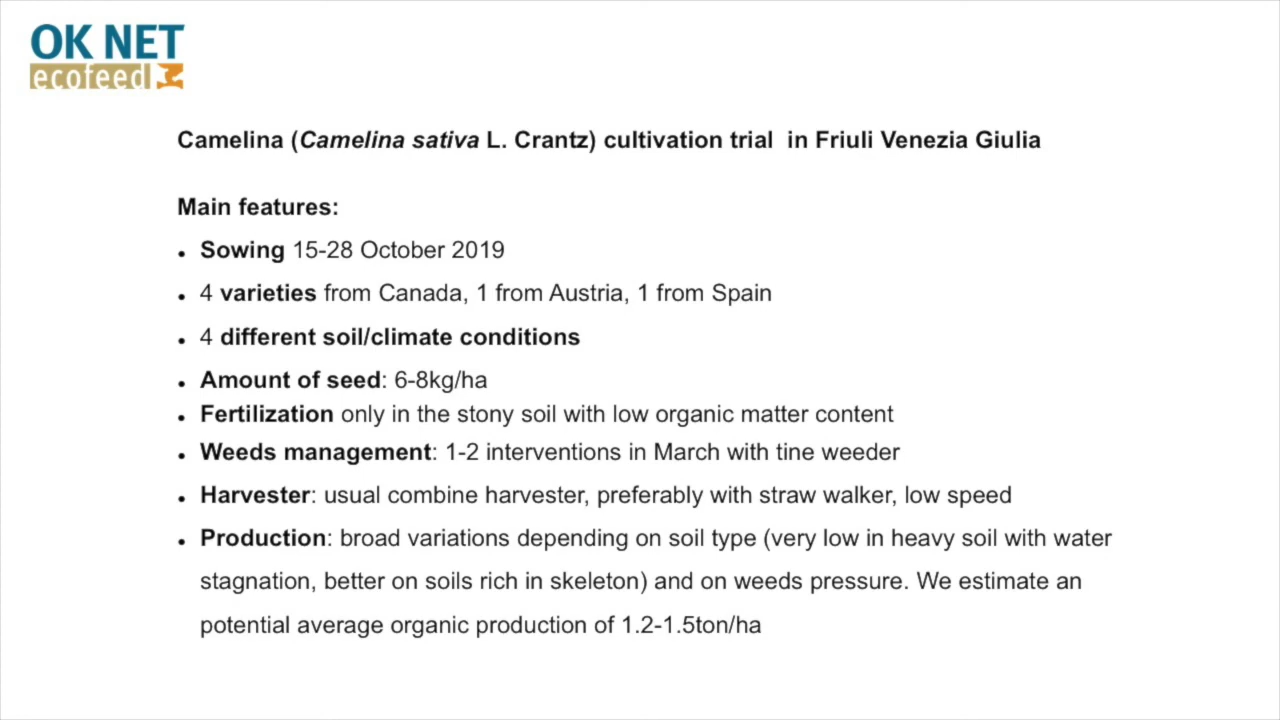 OK NET
ecofeed
Camelina (Camelina sativa L. Crantz) cultivation trial  in Friuli Venezia Giulia
Main features:
• Sowing 15-28 October 2019
• 4 varieties from Canada, 1 from Austria, 1 from Spain
• 4 different soil/climate conditions
• Amount of seed: 6-8kg/ha
• Fertilization only in the stony soil with low organic matter content
• Weeds management: 1-2 interventions in March with tine weeder
• Harvester: usual combine harvester, preferably with straw walker, low speed
• Production: broad variations depending on soil type (very low in heavy soil with water
stagnation, better on soils rich in skeleton) and on weeds pressure. We estimate an
potential average organic production of 1.2-1.5ton/ha